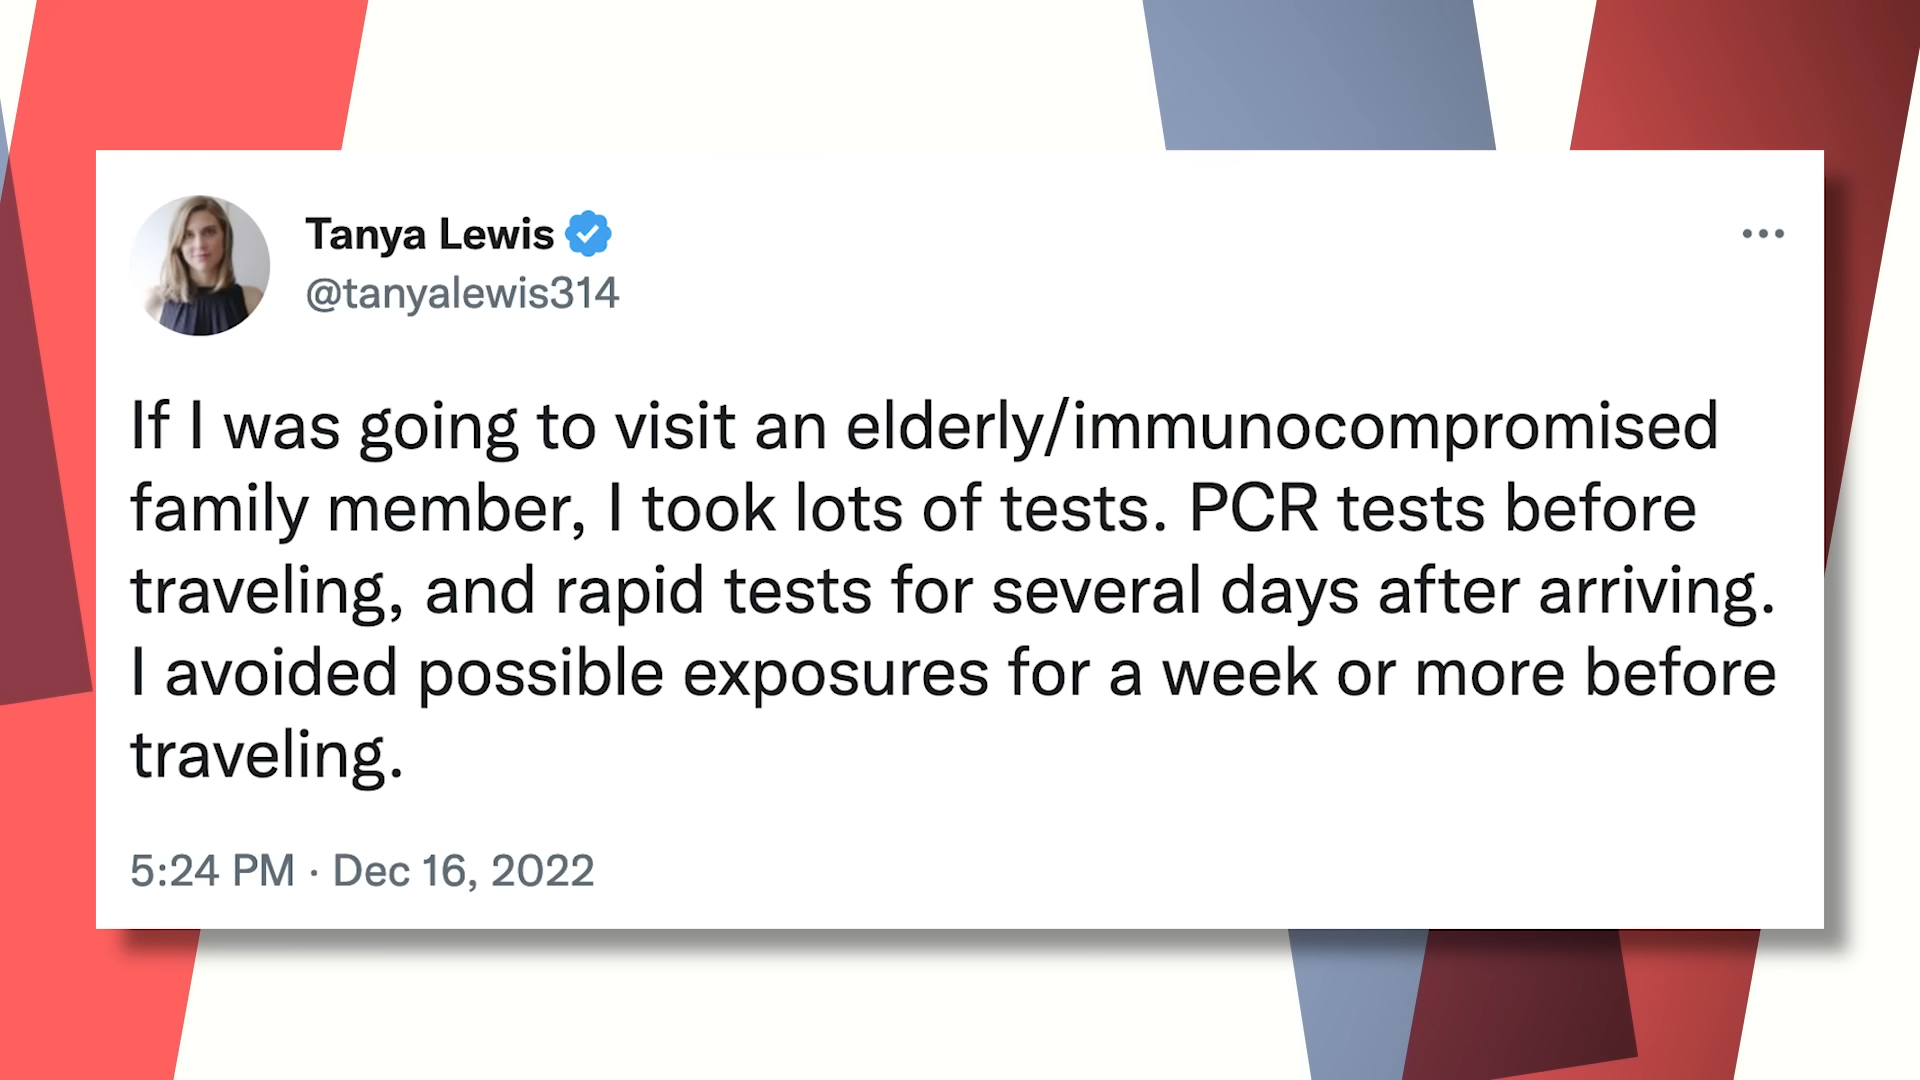 Tanya Lewis
@tanyalewis314
If I was going to visit an elderly/immunocompromised
family member, I took lots of tests. PCR tests before
traveling, and rapid tests for several days after arriving.
I avoided possible exposures for a week or more before
traveling.
5:24 PM · Dec 16, 2022